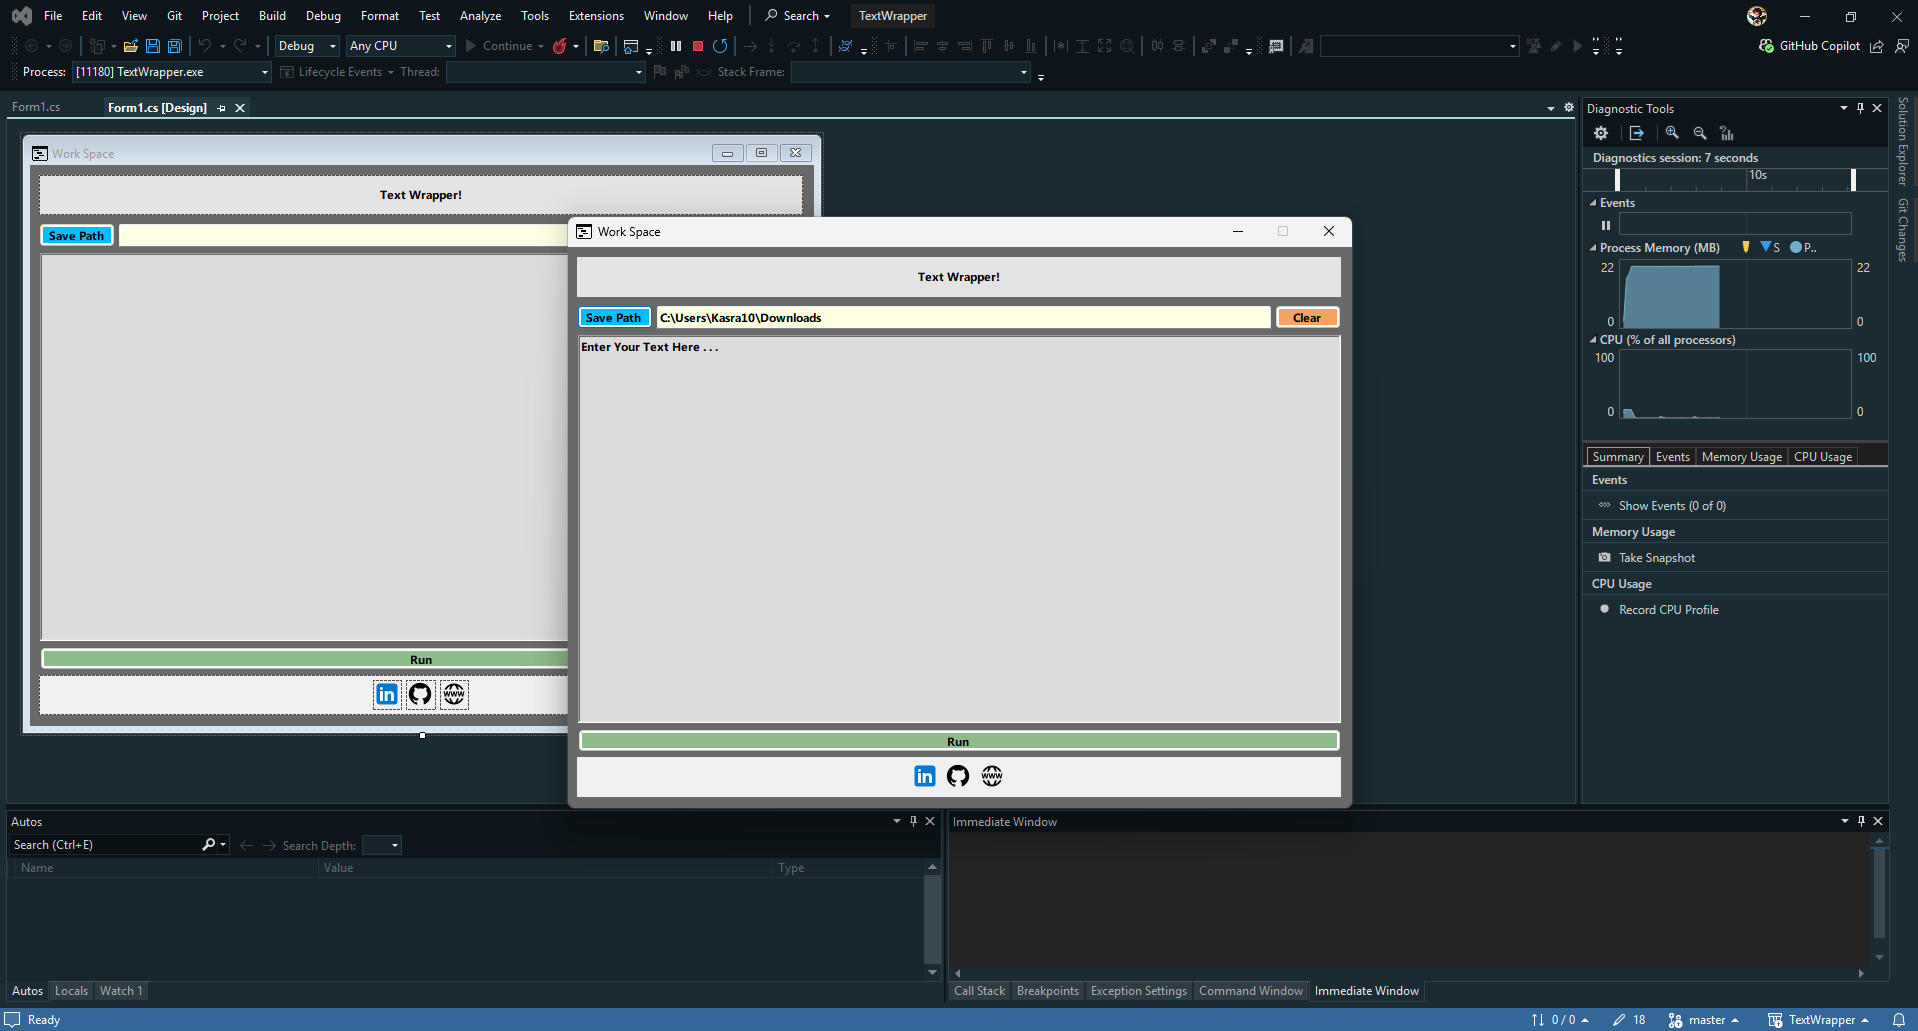 File Edit View Git Project Build Debug Format Test Analyze Tools Extensions Window Help Search TextWrapper
Debug Any CPU Continue GitHub Copilot
Process: [11180] TextWrapper.exe Lifecycle Events Thread: Stack Frame:
Form1.cs Form1.cs [Design]
Work Space
Text Wrapper!
Save Path
Run
in WWW
Work Space
Text Wrapper!
Save Path C:\Users\Kasra10\Downloads Clear
Enter Your Text Here . . .
Run
in WWW
Diagnostic Tools
Diagnostics session: 7 seconds
10s
Events
Process Memory (MB) S P..
22 22
0 0
CPU (% of all processors)
100 100
0 0
Summary Events Memory Usage CPU Usage
Events
Show Events (0 of 0)
Memory Usage
Take Snapshot
CPU Usage
Record CPU Profile
Solution Explorer
Git Changes
Autos
Search (Ctrl+E) Search Depth:
Name Value Type
Autos Locals Watch 1
Immediate Window
Call Stack Breakpoints Exception Settings Command Window Immediate Window
Ready 0 / 0 18 master TextWrapper